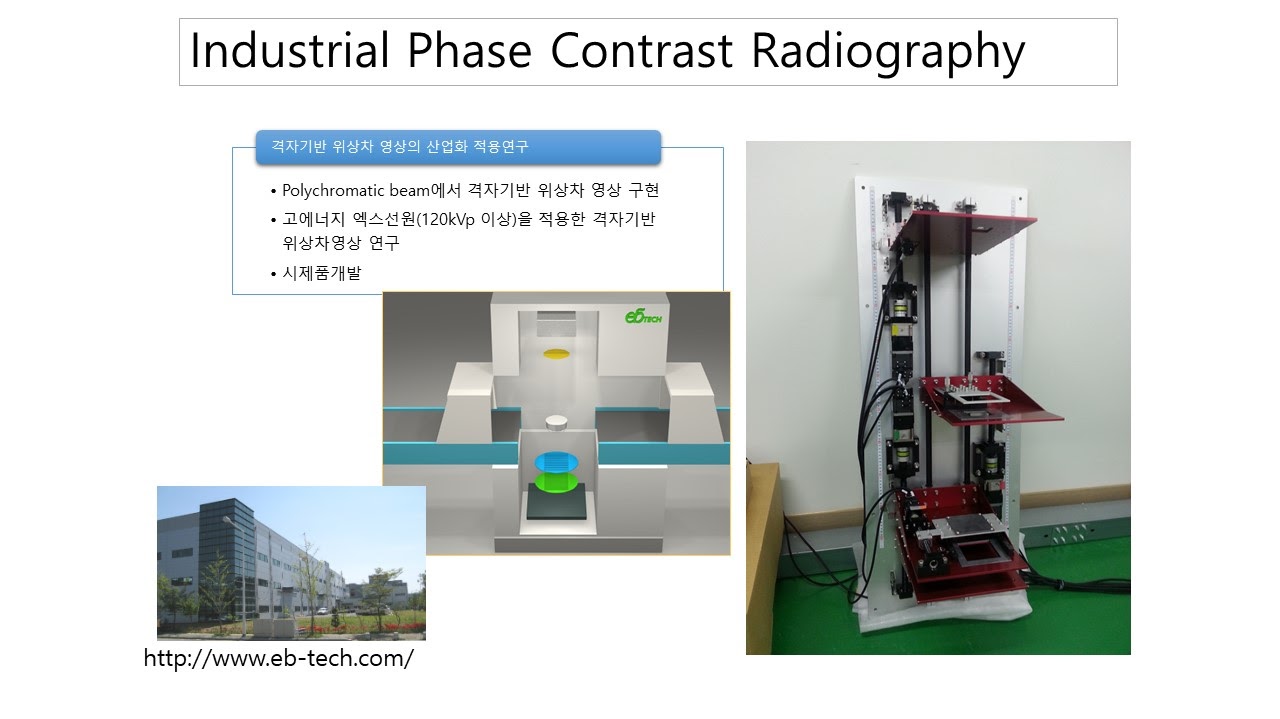 Industrial Phase Contrast Radiography
격자기반 위상차 영상의 산업화 적용연구
• Polychromatic beam에서 격자기반 위상차 영상 구현
• 고에너지 엑스선원(120kVp 이상)을 적용한 격자기반
위상차영상 연구
• 시제품개발
eb TECH
http://www.eb-tech.com/